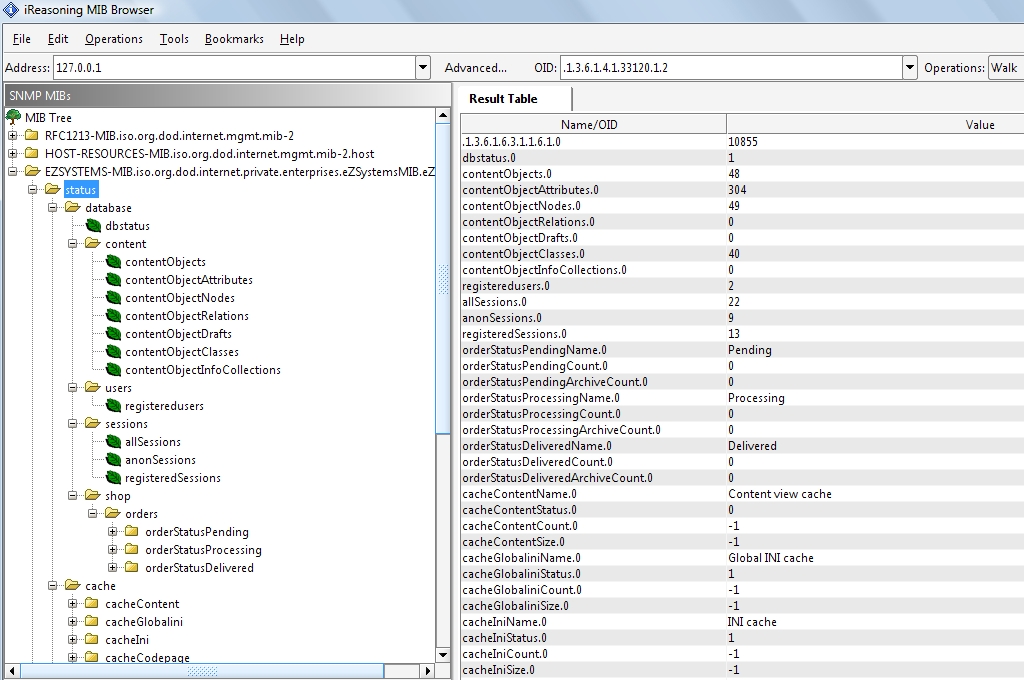 iReasoning MIB Browser
File Edit Operations Tools Bookmarks Help
Address: 127.0.0.1 Advanced... OID: .1.3.6.1.4.1.33120.1.2 Operations: Walk
SNMP MIBs
MIB Tree
RFC1213-MIB.iso.org.dod.internet.mgmt.mib-2
HOST-RESOURCES-MIB.iso.org.dod.internet.mgmt.mib-2.host
EZSYSTEMS-MIB.iso.org.dod.internet.private.enterprises.eZSystemsMIB.eZ
status
database
dbstatus
content
contentObjects
contentObjectAttributes
contentObjectNodes
contentObjectRelations
contentObjectDrafts
contentObjectClasses
contentObjectInfoCollections
users
registeredusers
sessions
allSessions
anonSessions
registeredSessions
shop
orders
orderStatusPending
orderStatusProcessing
orderStatusDelivered
cache
cacheContent
cacheGlobalini
cacheIni
cacheCodepage
Result Table
Name/OID Value
.1.3.6.1.6.3.1.1.6.1.0 10855
dbstatus.0 1
contentObjects.0 48
contentObjectAttributes.0 304
contentObjectNodes.0 49
contentObjectRelations.0 0
contentObjectDrafts.0 0
contentObjectClasses.0 40
contentObjectInfoCollections.0 0
registeredusers.0 2
allSessions.0 22
anonSessions.0 9
registeredSessions.0 13
orderStatusPendingName.0 Pending
orderStatusPendingCount.0 0
orderStatusPendingArchiveCount.0 0
orderStatusProcessingName.0 Processing
orderStatusProcessingCount.0 0
orderStatusProcessingArchiveCount.0 0
orderStatusDeliveredName.0 Delivered
orderStatusDeliveredCount.0 0
orderStatusDeliveredArchiveCount.0 0
cacheContentName.0 Content view cache
cacheContentStatus.0 0
cacheContentCount.0 -1
cacheContentSize.0 -1
cacheGlobaliniName.0 Global INI cache
cacheGlobaliniStatus.0 1
cacheGlobaliniCount.0 -1
cacheGlobaliniSize.0 -1
cacheIniName.0 INI cache
cacheIniStatus.0 1
cacheIniCount.0 -1
cacheIniSize.0 -1